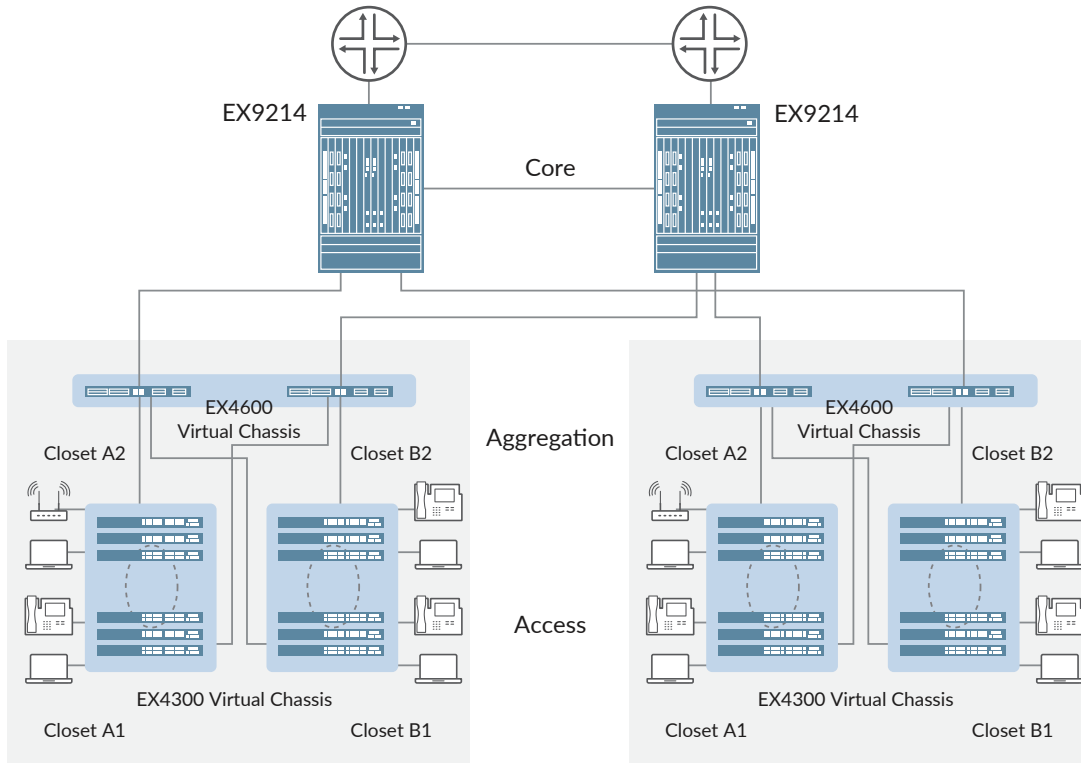 EX9214
EX9214
Core
EX4600
Virtual Chassis
EX4600
Virtual Chassis
Aggregation
Closet A2
Closet B2
Closet A2
Closet B2
Access
EX4300 Virtual Chassis
EX4300 Virtual Chassis
Closet A1
Closet B1
Closet A1
Closet B1